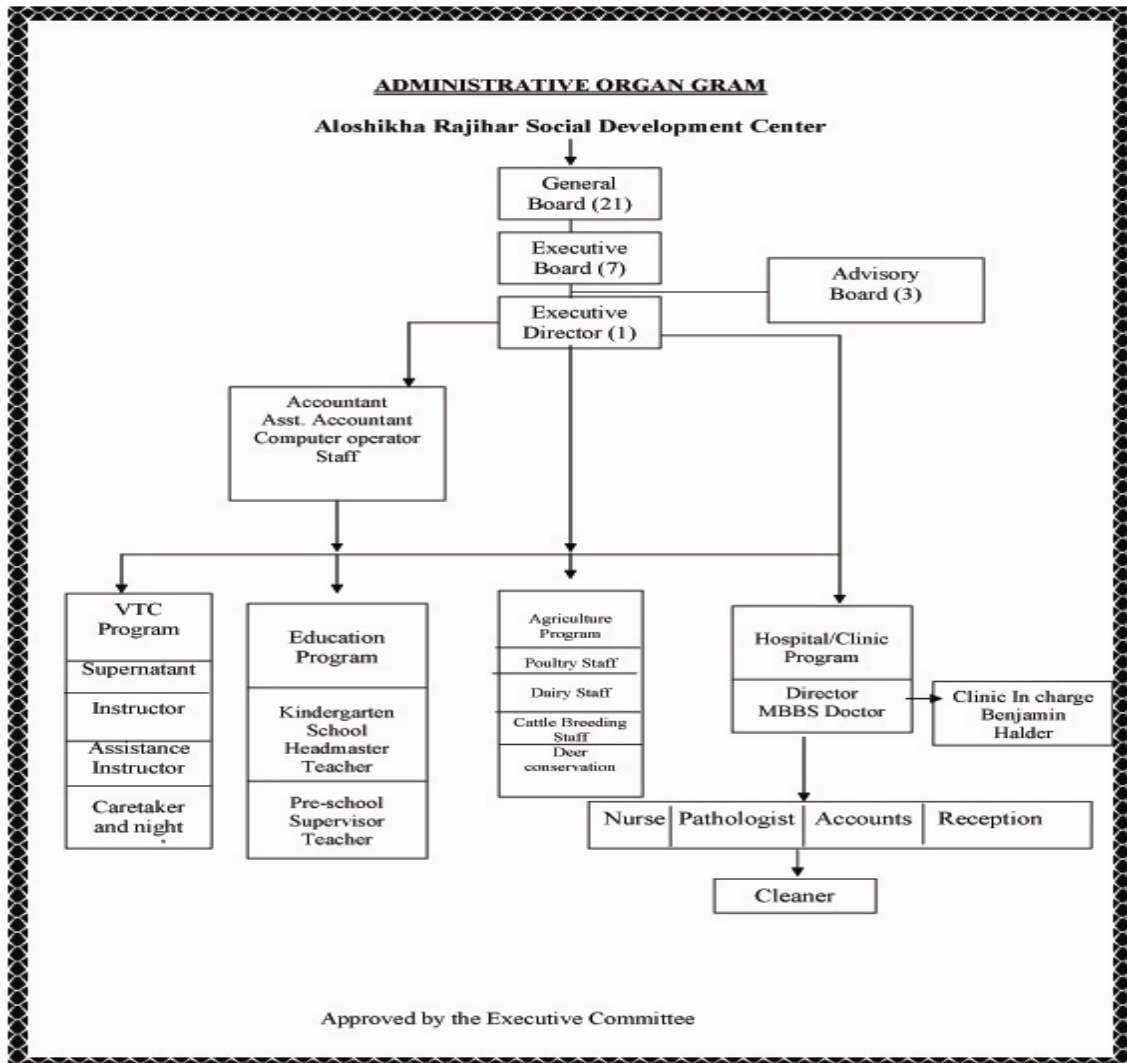 ADMINISTRATIVE ORGAN GRAM
Aloshikha Rajihar Social Development Center
General
Board (21)
Executive
Board (7)
Advisory
Board (3)
Executive
Director (1)
Accountant
Asst. Accountant
Computer operator
Staff
VTC
Program
Supernatant
Instructor
Assistance
Instructor
Caretaker
and night
Education
Program
Kindergarten
School
Headmaster
Teacher
Pre-school
Supervisor
Teacher
Agriculture
Program
Poultry Staff
Dairy Staff
Cattle Breeding
Staff
Deer
conservation
Hospital/Clinic
Program
Director
MBBS Doctor
Clinic In charge
Benjamin
Halder
Nurse Pathologist Accounts Reception
Cleaner
Approved by the Executive Committee